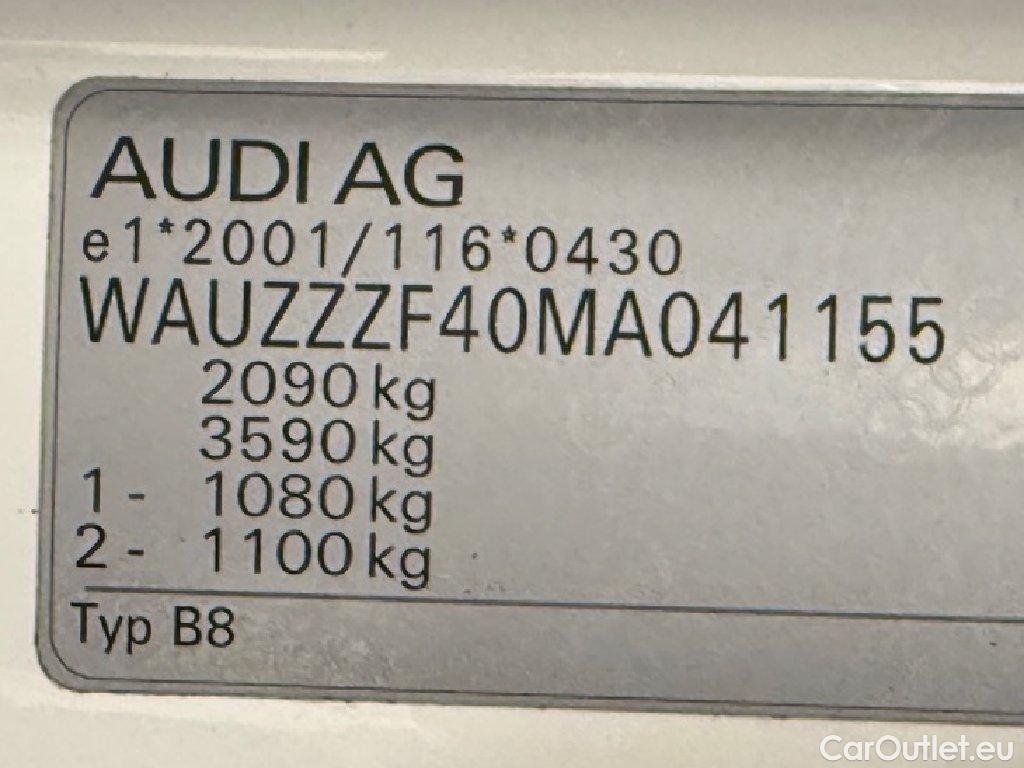 AUDI AG
e1*2001/116*0430
WAUZZZF40MA041155
2090 kg
3590 kg
1- 1080 kg
2- 1100 kg
Typ B8
CarOutlet.eu